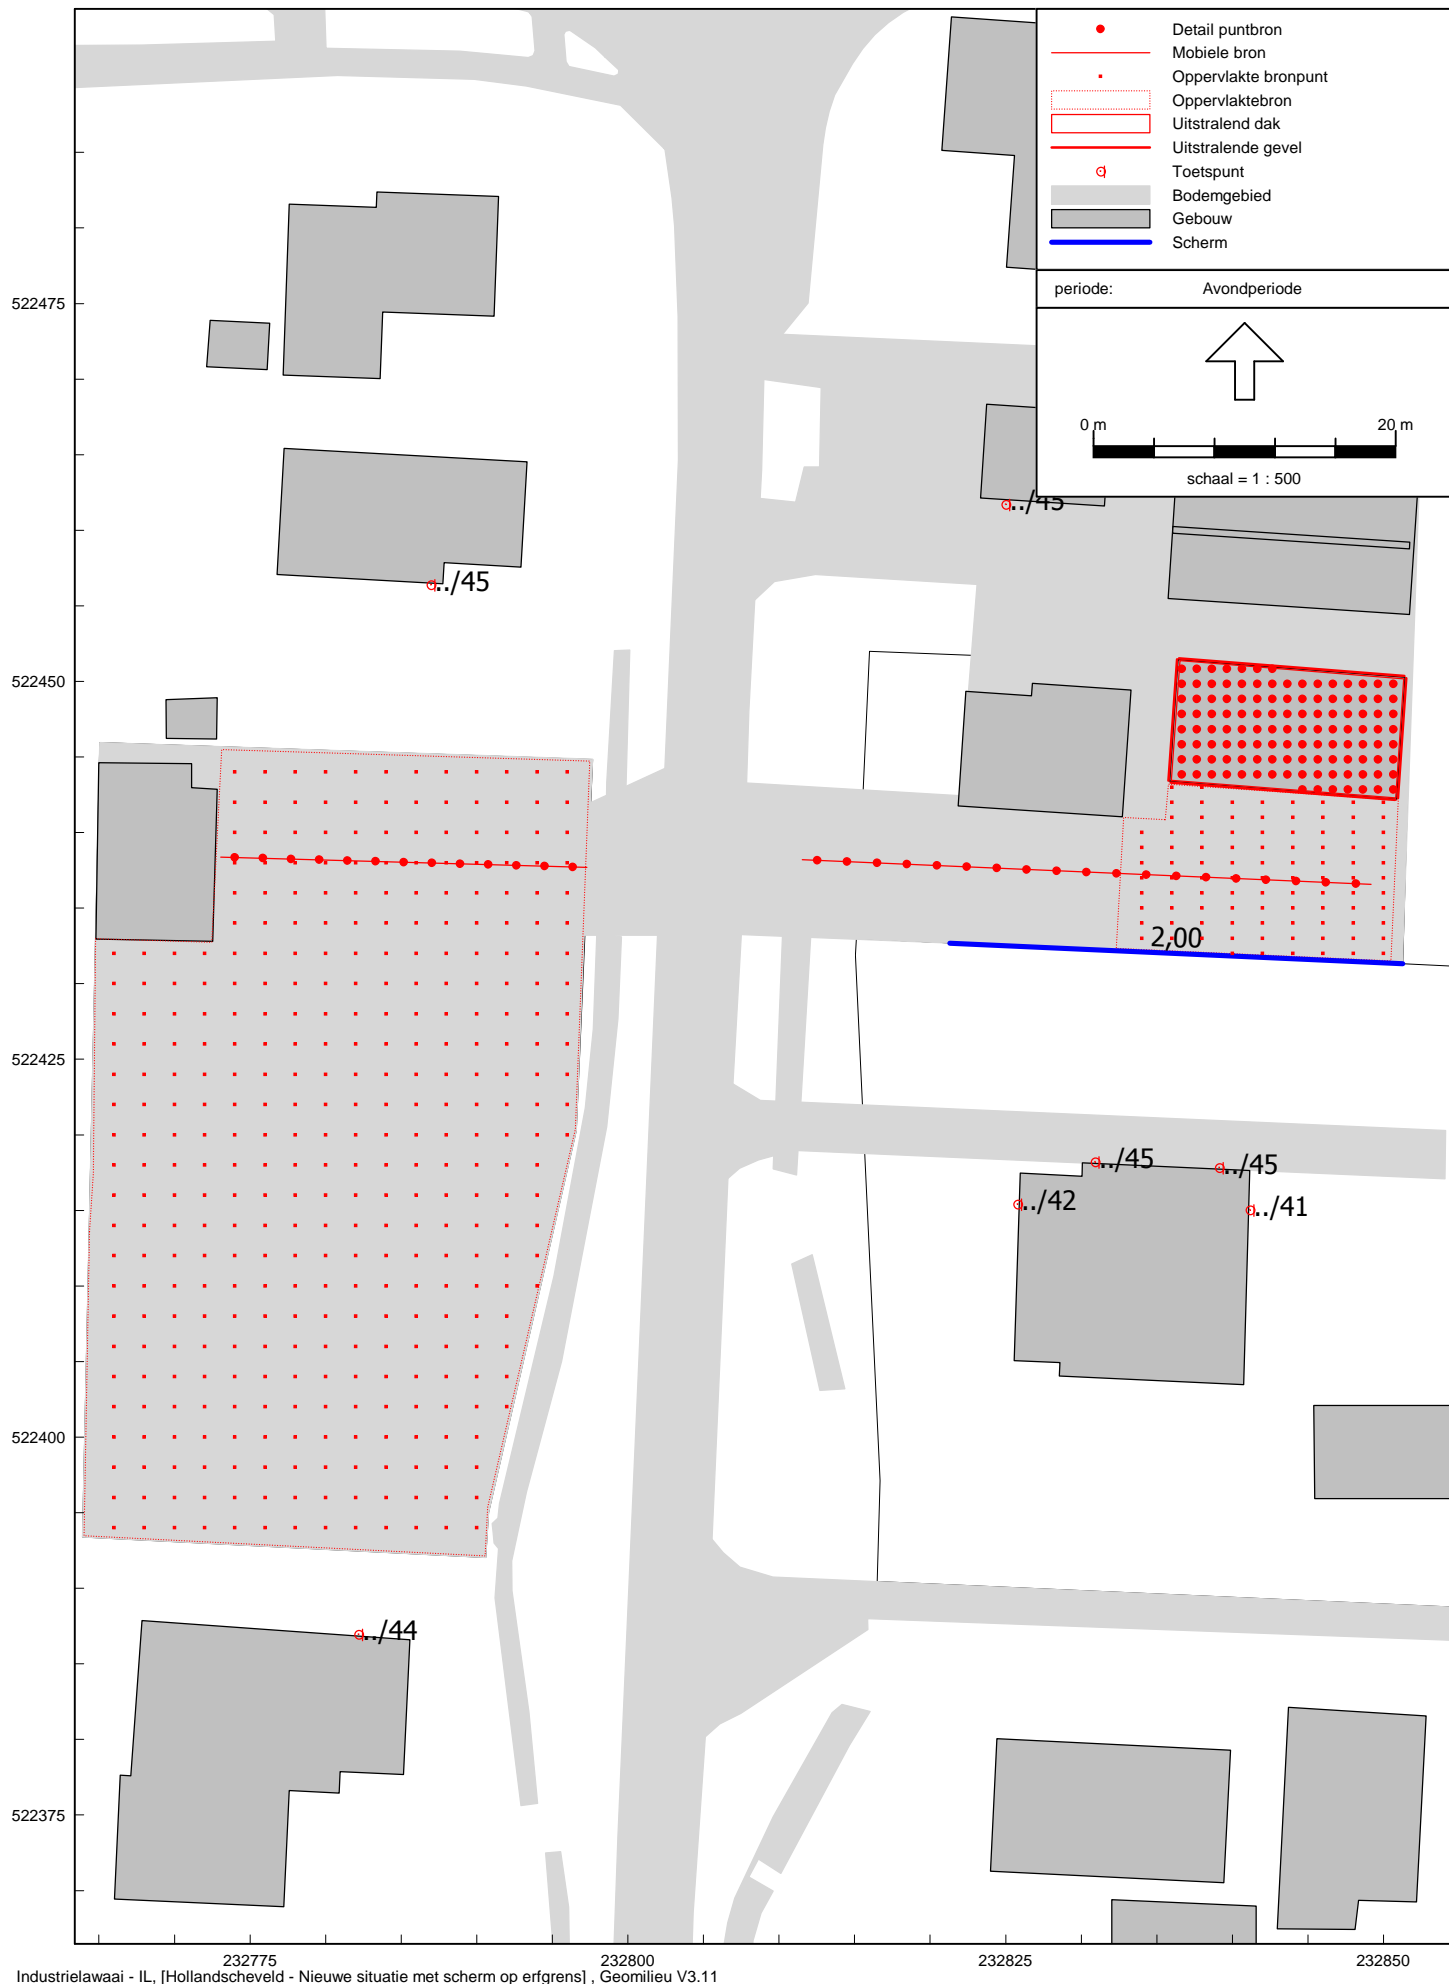 Detail puntbron
Mobiele bron
Oppervlakte bronpunt
Oppervlaktebron
Uitstralend dak
Uitstralende gevel
Toetspunt
Bodemgebied
Gebouw
Scherm
periode: Avondperiode
0 m 20 m
schaal = 1 : 500
522475
../45
../45
522450
2,00
522425
../45
../45
../42
../41
522400
../44
522375
232775 232800 232825 232850
Industrielawaai - IL, [Hollandscheveld - Nieuwe situatie met scherm op erfgrens] , Geomilieu V3.11